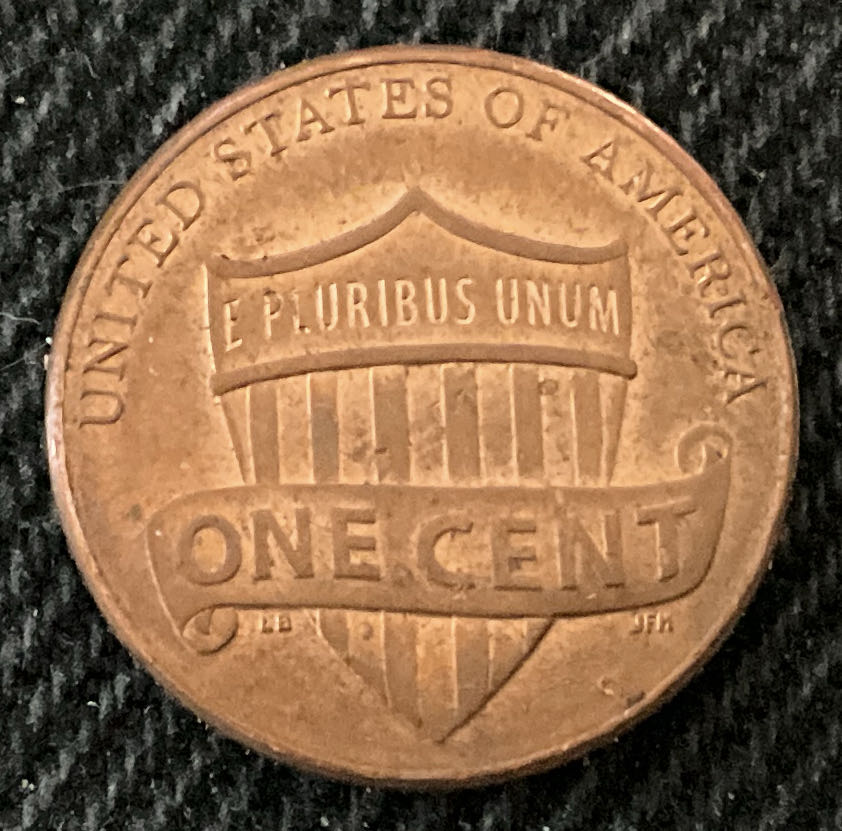 UNITED STATES OF AMERICA
E PLURIBUS UNUM
ONE CENT
LB
JFM